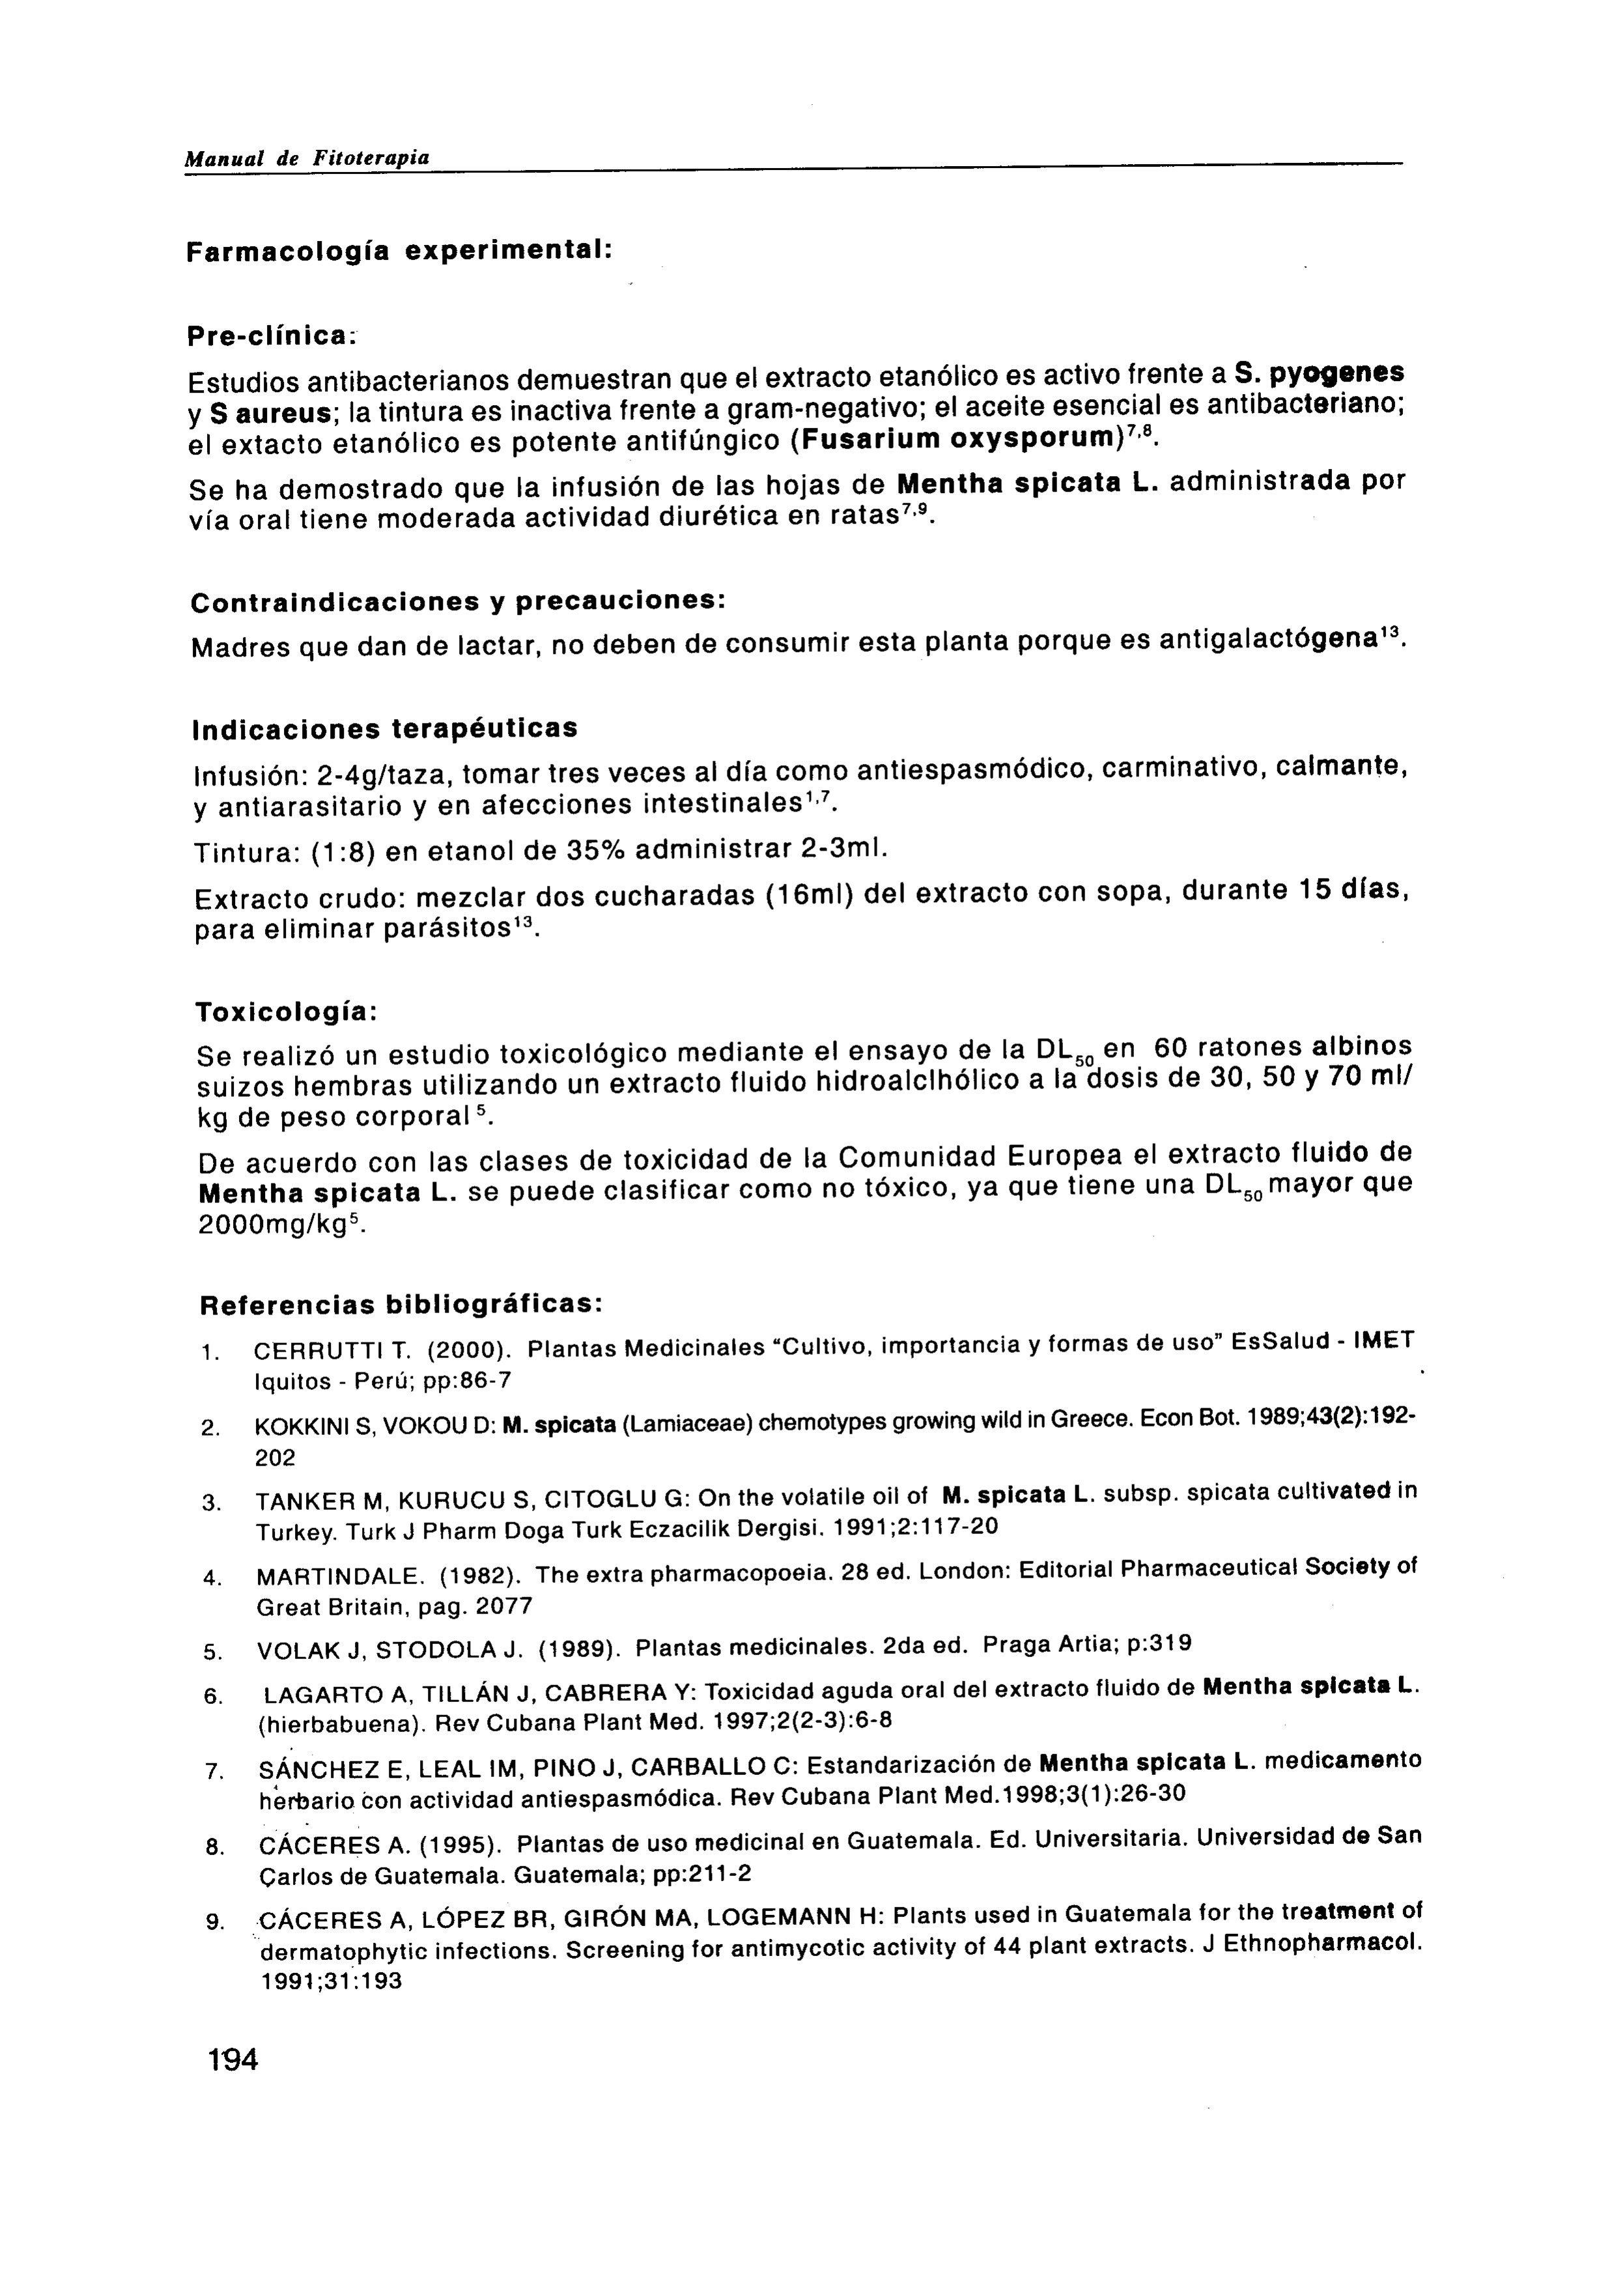 Manual de Fitoterapia
Farmacología experimental:
Pre-clínica:
Estudios antibacterianos demuestran que el extracto etanólico es activo frente a S. pyogenes
y S aureus; la tintura es inactiva frente a gram-negativo; el aceite esencial es antibacteriano;
el extacto etanólico es potente antifúngico (Fusarium oxysporum)⁷,⁸.
Se ha demostrado que la infusión de las hojas de Mentha spicata L. administrada por
vía oral tiene moderada actividad diurética en ratas⁷,⁹.
Contraindicaciones y precauciones:
Madres que dan de lactar, no deben de consumir esta planta porque es antigalactógena¹³.
Indicaciones terapéuticas
Infusión: 2-4g/taza, tomar tres veces al día como antiespasmódico, carminativo, calmante,
y antiarasitario y en afecciones intestinales¹,⁷.
Tintura: (1:8) en etanol de 35% administrar 2-3ml.
Extracto crudo: mezclar dos cucharadas (16ml) del extracto con sopa, durante 15 días,
para eliminar parásitos¹³.
Toxicología:
Se realizó un estudio toxicológico mediante el ensayo de la DL₅₀ en 60 ratones albinos
suizos hembras utilizando un extracto fluido hidroalclhólico a la dosis de 30, 50 y 70 ml/
kg de peso corporal ⁵.
De acuerdo con las clases de toxicidad de la Comunidad Europea el extracto fluido de
Mentha spicata L. se puede clasificar como no tóxico, ya que tiene una DL₅₀ mayor que
2000mg/kg⁵.
Referencias bibliográficas:
1. CERRUTTI T. (2000). Plantas Medicinales "Cultivo, importancia y formas de uso" EsSalud - IMET
Iquitos - Perú; pp:86-7
2. KOKKINI S, VOKOU D: M. spicata (Lamiaceae) chemotypes growing wild in Greece. Econ Bot. 1989;43(2):192-
202
3. TANKER M, KURUCU S, CITOGLU G: On the volatile oil of M. spicata L. subsp. spicata cultivated in
Turkey. Turk J Pharm Doga Turk Eczacilik Dergisi. 1991;2:117-20
4. MARTINDALE. (1982). The extra pharmacopoeia. 28 ed. London: Editorial Pharmaceutical Society of
Great Britain, pag. 2077
5. VOLAK J, STODOLA J. (1989). Plantas medicinales. 2da ed. Praga Artia; p:319
6. LAGARTO A, TILLÁN J, CABRERA Y: Toxicidad aguda oral del extracto fluido de Mentha spicata L.
(hierbabuena). Rev Cubana Plant Med. 1997;2(2-3):6-8
7. SÁNCHEZ E, LEAL IM, PINO J, CARBALLO C: Estandarización de Mentha spicata L. medicamento
herbario con actividad antiespasmódica. Rev Cubana Plant Med.1998;3(1):26-30
8. CÁCERES A. (1995). Plantas de uso medicinal en Guatemala. Ed. Universitaria. Universidad de San
Carlos de Guatemala. Guatemala; pp:211-2
9. CÁCERES A, LÓPEZ BR, GIRÓN MA, LOGEMANN H: Plants used in Guatemala for the treatment of
dermatophytic infections. Screening for antimycotic activity of 44 plant extracts. J Ethnopharmacol.
1991;31:193
194